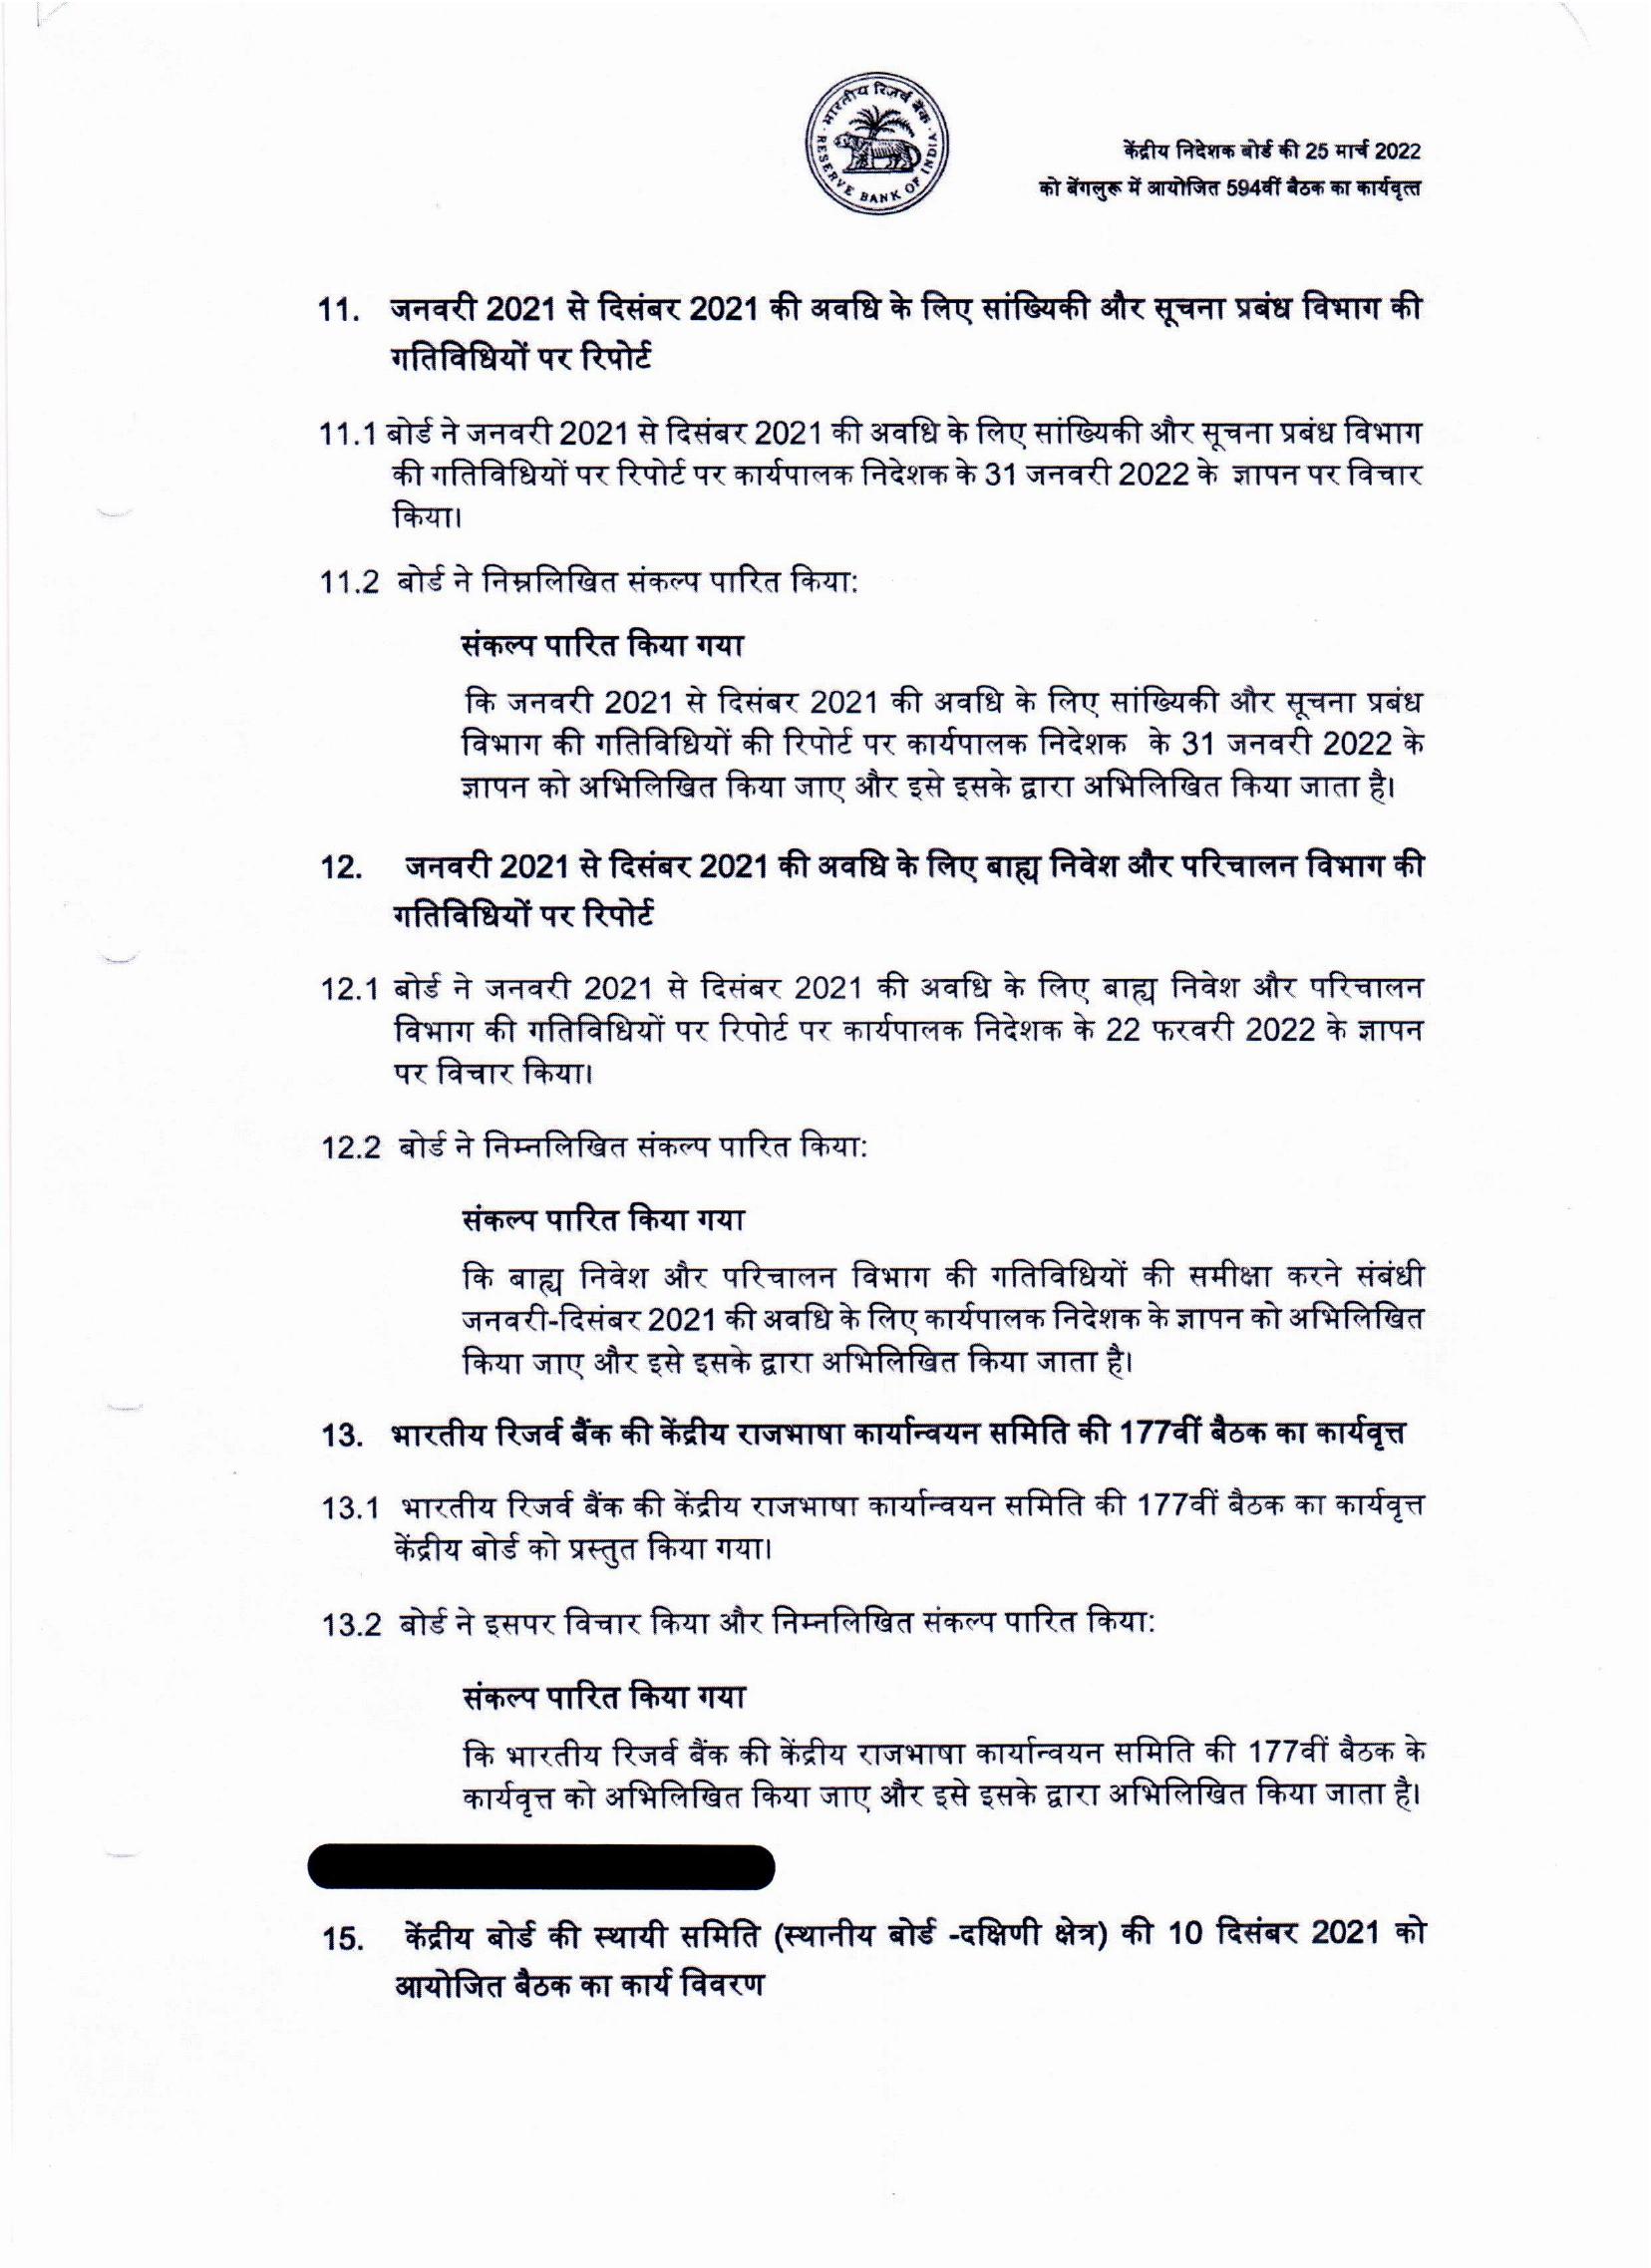 भारतीय रिज़र्व बैंक
RESERVE BANK OF INDIA
केंद्रीय निदेशक बोर्ड की 25 मार्च 2022
को बेंगलुरू में आयोजित 594वीं बैठक का कार्यवृत्त
11. जनवरी 2021 से दिसंबर 2021 की अवधि के लिए सांख्यिकी और सूचना प्रबंध विभाग की
गतिविधियों पर रिपोर्ट
11.1 बोर्ड ने जनवरी 2021 से दिसंबर 2021 की अवधि के लिए सांख्यिकी और सूचना प्रबंध विभाग
की गतिविधियों पर रिपोर्ट पर कार्यपालक निदेशक के 31 जनवरी 2022 के ज्ञापन पर विचार
किया।
11.2 बोर्ड ने निम्नलिखित संकल्प पारित किया:
संकल्प पारित किया गया
कि जनवरी 2021 से दिसंबर 2021 की अवधि के लिए सांख्यिकी और सूचना प्रबंध
विभाग की गतिविधियों की रिपोर्ट पर कार्यपालक निदेशक के 31 जनवरी 2022 के
ज्ञापन को अभिलिखित किया जाए और इसे इसके द्वारा अभिलिखित किया जाता है।
12. जनवरी 2021 से दिसंबर 2021 की अवधि के लिए बाह्य निवेश और परिचालन विभाग की
गतिविधियों पर रिपोर्ट
12.1 बोर्ड ने जनवरी 2021 से दिसंबर 2021 की अवधि के लिए बाह्य निवेश और परिचालन
विभाग की गतिविधियों पर रिपोर्ट पर कार्यपालक निदेशक के 22 फरवरी 2022 के ज्ञापन
पर विचार किया।
12.2 बोर्ड ने निम्नलिखित संकल्प पारित किया:
संकल्प पारित किया गया
कि बाह्य निवेश और परिचालन विभाग की गतिविधियों की समीक्षा करने संबंधी
जनवरी-दिसंबर 2021 की अवधि के लिए कार्यपालक निदेशक के ज्ञापन को अभिलिखित
किया जाए और इसे इसके द्वारा अभिलिखित किया जाता है।
13. भारतीय रिजर्व बैंक की केंद्रीय राजभाषा कार्यान्वयन समिति की 177वीं बैठक का कार्यवृत्त
13.1 भारतीय रिजर्व बैंक की केंद्रीय राजभाषा कार्यान्वयन समिति की 177वीं बैठक का कार्यवृत्त
केंद्रीय बोर्ड को प्रस्तुत किया गया।
13.2 बोर्ड ने इसपर विचार किया और निम्नलिखित संकल्प पारित किया:
संकल्प पारित किया गया
कि भारतीय रिजर्व बैंक की केंद्रीय राजभाषा कार्यान्वयन समिति की 177वीं बैठक के
कार्यवृत्त को अभिलिखित किया जाए और इसे इसके द्वारा अभिलिखित किया जाता है।
15. केंद्रीय बोर्ड की स्थायी समिति (स्थानीय बोर्ड -दक्षिणी क्षेत्र) की 10 दिसंबर 2021 को
आयोजित बैठक का कार्य विवरण